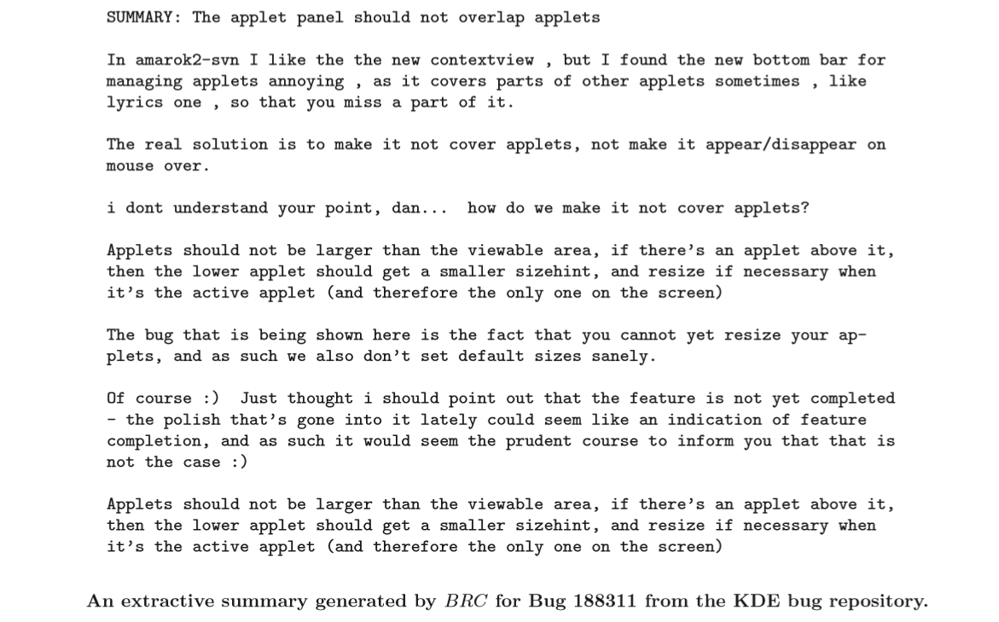 SUMMARY: The applet panel should not overlap applets
In amarok2-svn I like the the new contextview , but I found the new bottom bar for
managing applets annoying , as it covers parts of other applets sometimes , like
lyrics one , so that you miss a part of it.
The real solution is to make it not cover applets, not make it appear/disappear on
mouse over.
i dont understand your point, dan... how do we make it not cover applets?
Applets should not be larger than the viewable area, if there's an applet above it,
then the lower applet should get a smaller sizehint, and resize if necessary when
it's the active applet (and therefore the only one on the screen)
The bug that is being shown here is the fact that you cannot yet resize your ap-
plets, and as such we also don't set default sizes sanely.
Of course :) Just thought i should point out that the feature is not yet completed
- the polish that's gone into it lately could seem like an indication of feature
completion, and as such it would seem the prudent course to inform you that that is
not the case :)
Applets should not be larger than the viewable area, if there's an applet above it,
then the lower applet should get a smaller sizehint, and resize if necessary when
it's the active applet (and therefore the only one on the screen)
An extractive summary generated by BRC for Bug 188311 from the KDE bug repository.